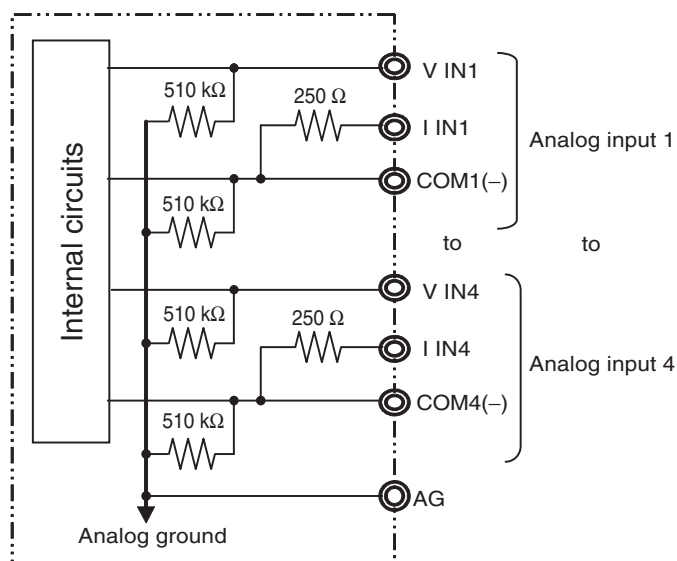 Internal circuits
510 kΩ
V IN1
250 Ω
I IN1
Analog input 1
510 kΩ
COM1(−)
to
to
510 kΩ
V IN4
250 Ω
I IN4
Analog input 4
510 kΩ
COM4(−)
AG
Analog ground